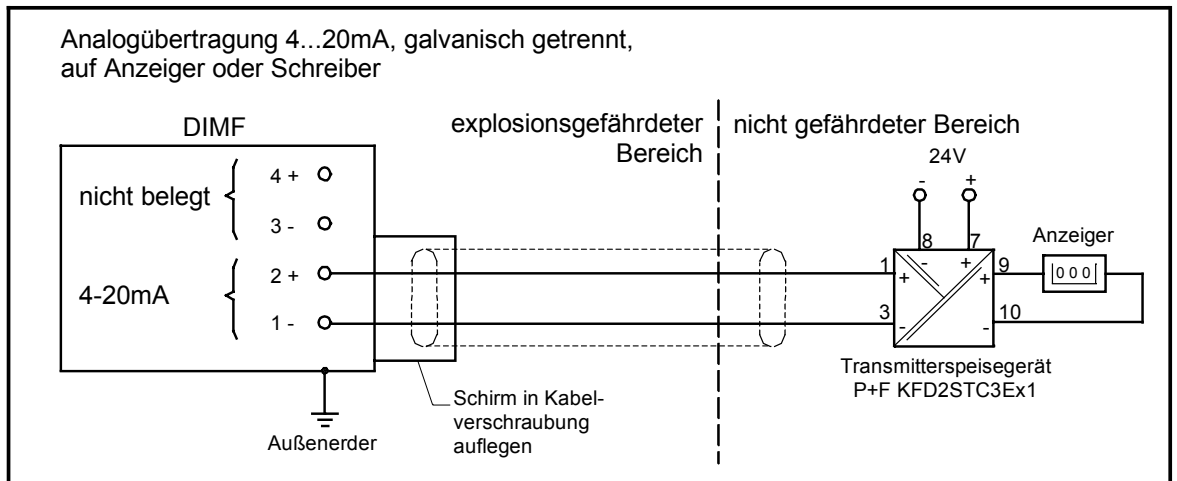 Analogübertragung 4...20mA, galvanisch getrennt,
auf Anzeiger oder Schreiber
DIMF
explosionsgefährdeter
Bereich
nicht gefährdeter Bereich
24V
- +
nicht belegt
4 +
3 -
4-20mA
2 +
1 -
8 7
- +
1
+
3
-
9
+
10
-
Anzeiger
000
Transmitterspeisegerät
P+F KFD2STC3Ex1
Schirm in Kabel-
verschraubung
auflegen
Außenerder